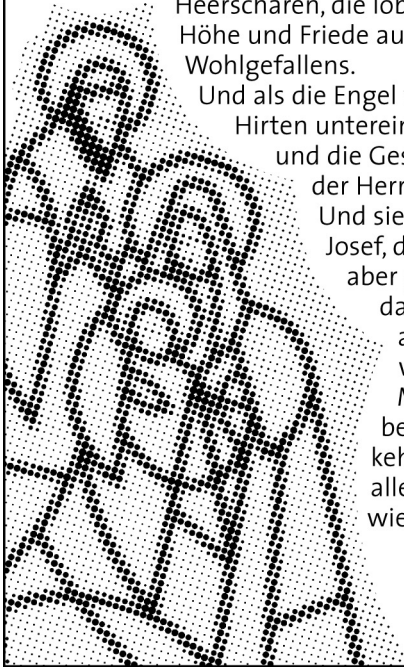 Heerscharen, die lob
Höhe und Friede au
Wohlgefallens.
Und als die Engel
Hirten unterein
und die Ges
der Herr
Und sie
Josef, d
aber
da
a
v
M
be
keh
alle
wie